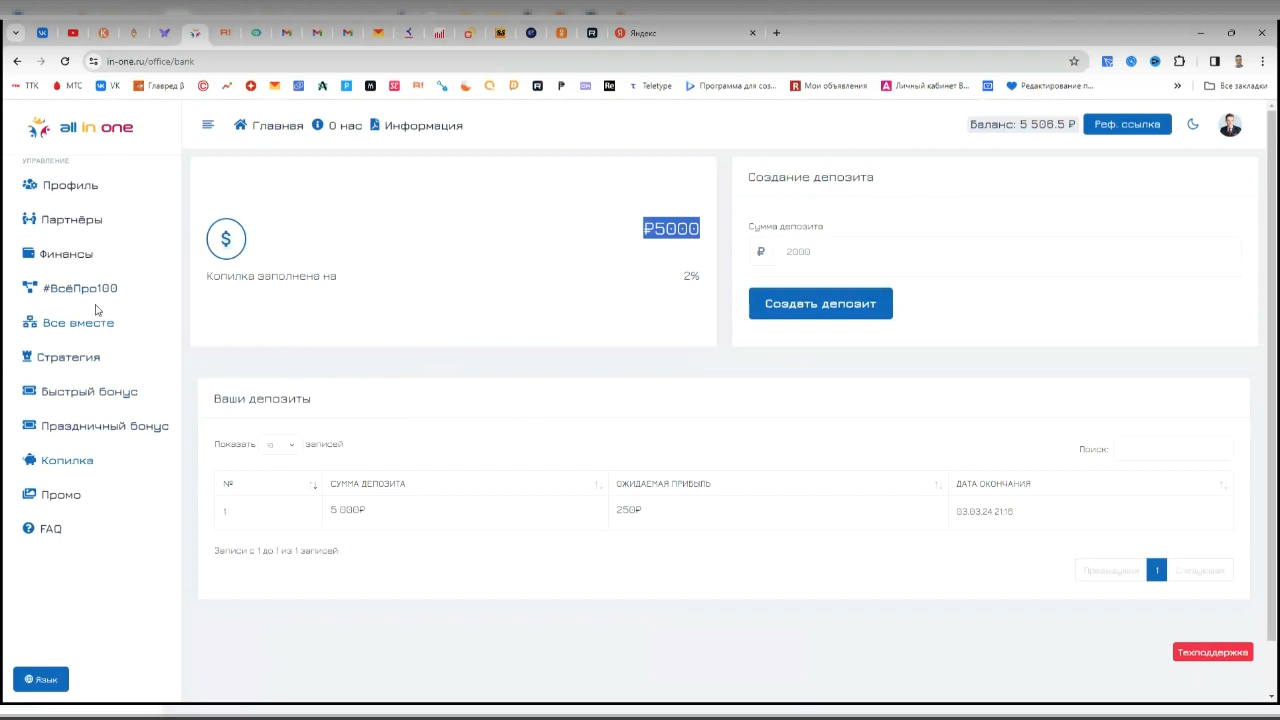 Яндекс
in-one.ru/office/bank
ТТК
МТС
VK
Главред β
Teletype
Программа для соз...
Мои объявления
Личный кабинет B...
Редактирование п...
Все закладки
all in one
Главная
О нас
Информация
Баланс: 5 506.5 ₽
Реф. ссылка
УПРАВЛЕНИЕ
Профиль
Партнёры
Финансы
#ВсёПро100
Все вместе
Стратегия
Быстрый бонус
Праздничный бонус
Копилка
Промо
FAQ
Язык
₽5000
Копилка заполнена на
2%
Создание депозита
Сумма депозита
₽ 2000
Создать депозит
Ваши депозиты
Показать 10 записей
Поиск:
№ СУММА ДЕПОЗИТА ОЖИДАЕМАЯ ПРИБЫЛЬ ДАТА ОКОНЧАНИЯ
1 5 000₽ 250₽ 03.03.24 21:16
Записи с 1 до 1 из 1 записей
Предыдущая 1 Следующая
Техподдержка